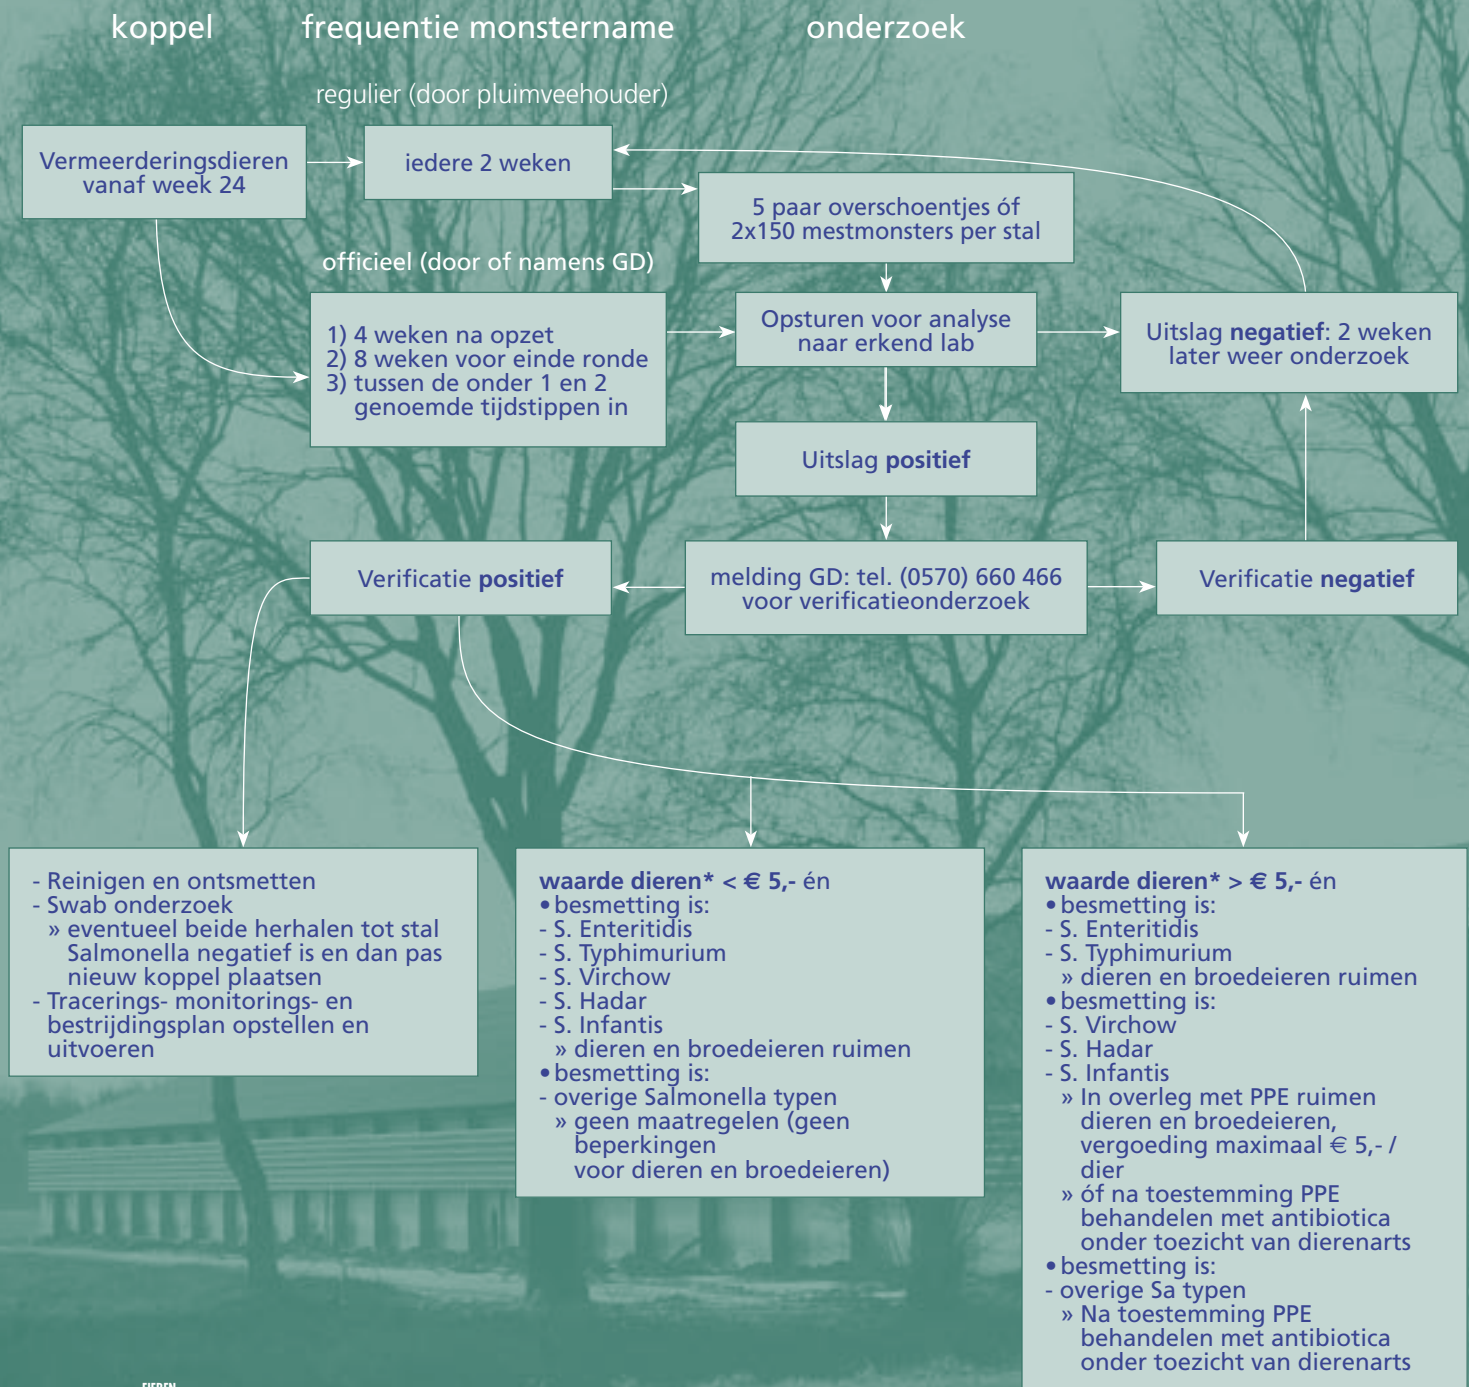 koppel
frequentie monstername
onderzoek
regulier (door pluimveehouder)
Vermeerderingsdieren
vanaf week 24
iedere 2 weken
5 paar overschoentjes óf
2x150 mestmonsters per stal
officieel (door of namens GD)
1) 4 weken na opzet
2) 8 weken voor einde ronde
3) tussen de onder 1 en 2
genoemde tijdstippen in
Opsturen voor analyse
naar erkend lab
Uitslag negatief: 2 weken
later weer onderzoek
Uitslag positief
Verificatie positief
melding GD: tel. (0570) 660 466
voor verificatieonderzoek
Verificatie negatief
- Reinigen en ontsmetten
- Swab onderzoek
» eventueel beide herhalen tot stal
Salmonella negatief is en dan pas
nieuw koppel plaatsen
- Tracerings- monitorings- en
bestrijdingsplan opstellen en
uitvoeren
waarde dieren* < € 5,- én
• besmetting is:
- S. Enteritidis
- S. Typhimurium
- S. Virchow
- S. Hadar
- S. Infantis
» dieren en broedeieren ruimen
• besmetting is:
- overige Salmonella typen
» geen maatregelen (geen
beperkingen
voor dieren en broedeieren)
waarde dieren* > € 5,- én
• besmetting is:
- S. Enteritidis
- S. Typhimurium
» dieren en broedeieren ruimen
• besmetting is:
- S. Virchow
- S. Hadar
- S. Infantis
» In overleg met PPE ruimen
dieren en broedeieren,
vergoeding maximaal € 5,- /
dier
» óf na toestemming PPE
behandelen met antibiotica
onder toezicht van dierenarts
• besmetting is:
- overige Sa typen
» Na toestemming PPE
behandelen met antibiotica
onder toezicht van dierenarts